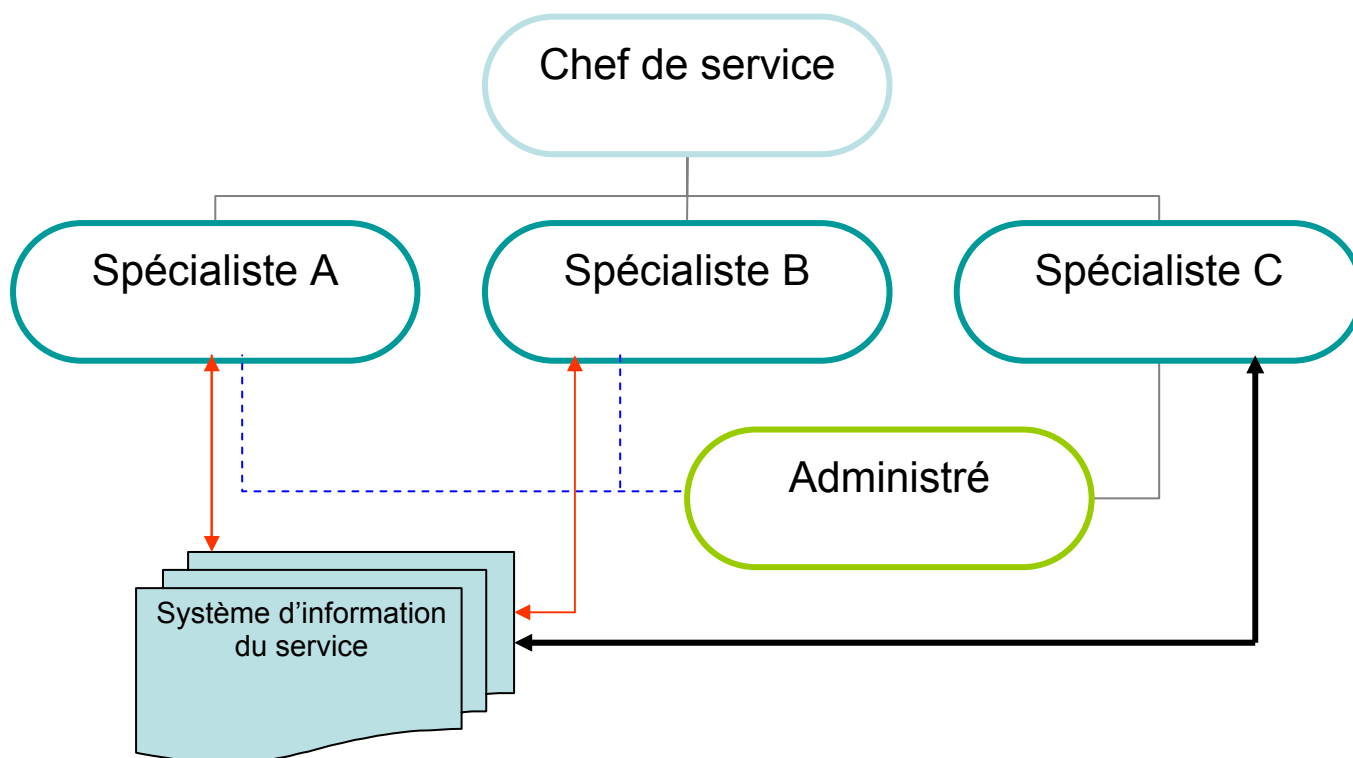 Chef de service
Spécialiste A
Spécialiste B
Spécialiste C
Administré
Système d’information
du service